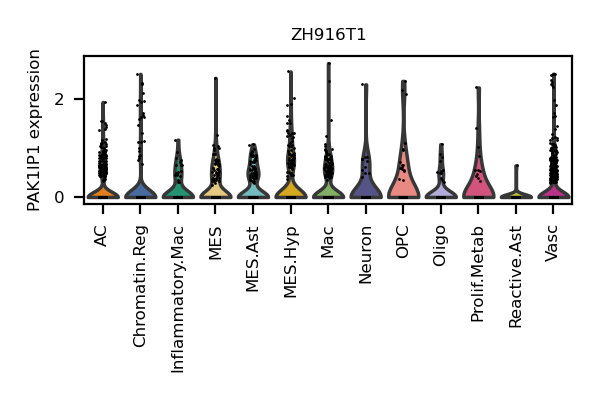 ZH916T1
PAK1IP1 expression
2
0
AC
Chromatin.Reg
Inflammatory.Mac
MES
MES.Ast
MES.Hyp
Mac
Neuron
OPC
Oligo
Prolif.Metab
Reactive.Ast
Vasc